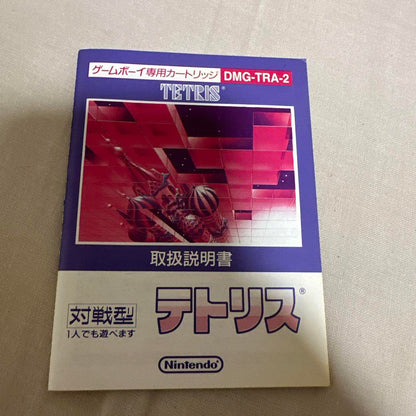 ゲームボーイ専用カートリッジ DMG-TRA-2
TETRIS®
取扱説明書
対戦型
1人でも遊べます
テトリス®
Nintendo®